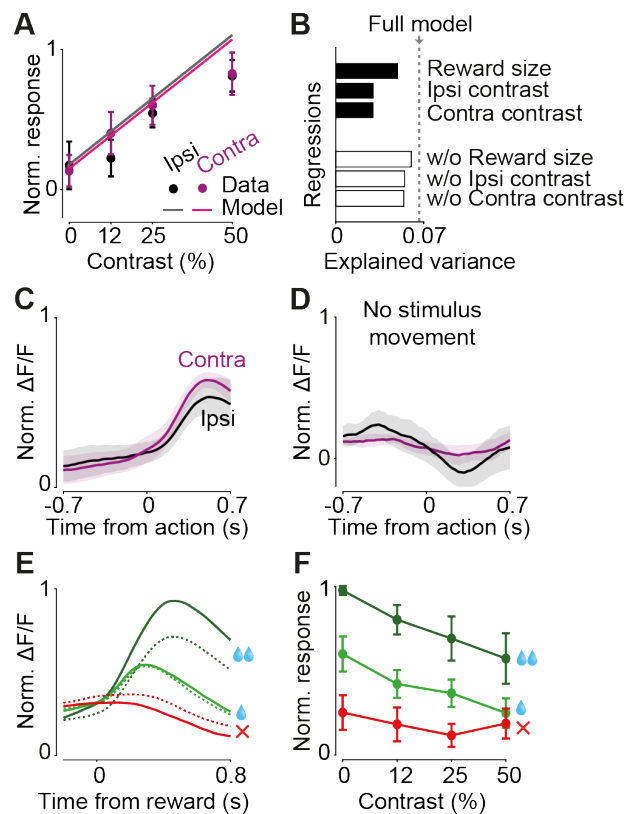 A
Norm. response
1
0
Ipsi
Contra
Data
Model
0
12
25
50
Contrast (%)
B
Full model
Regressions
Reward size
Ipsi contrast
Contra contrast
w/o Reward size
w/o Ipsi contrast
w/o Contra contrast
0
0.07
Explained variance
C
Norm. ΔF/F
1
0
Contra
Ipsi
-0.7
0
0.7
Time from action (s)
D
No stimulus
movement
Norm. ΔF/F
1
0
-0.7
0
0.7
Time from action (s)
E
Norm. ΔF/F
1
0
0
0.8
Time from reward (s)
F
Norm. response
1
0
0
12
25
50
Contrast (%)